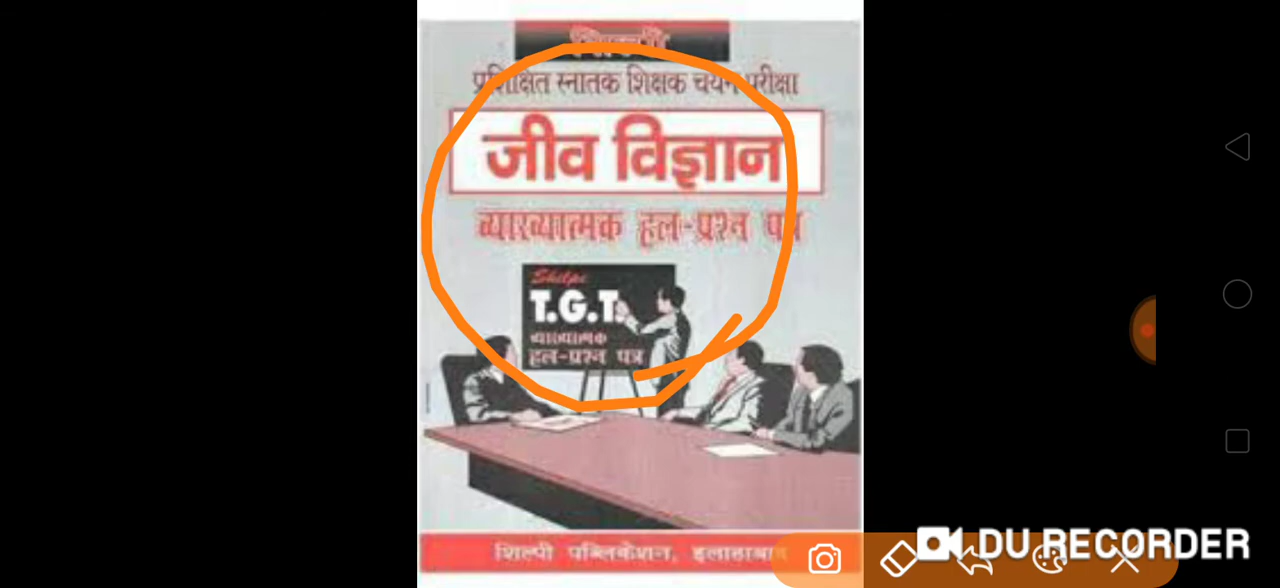 प्रशिक्षित स्नातक शिक्षक चयन परीक्षा
जीव विज्ञान
व्याख्यात्मक हल-प्रश्न पत्र
Shilpi
T.G.T.
व्याख्यात्मक
हल-प्रश्न पत्र
शिल्पी पब्लिकेशन, इलाहाबाद
DU RECORDER